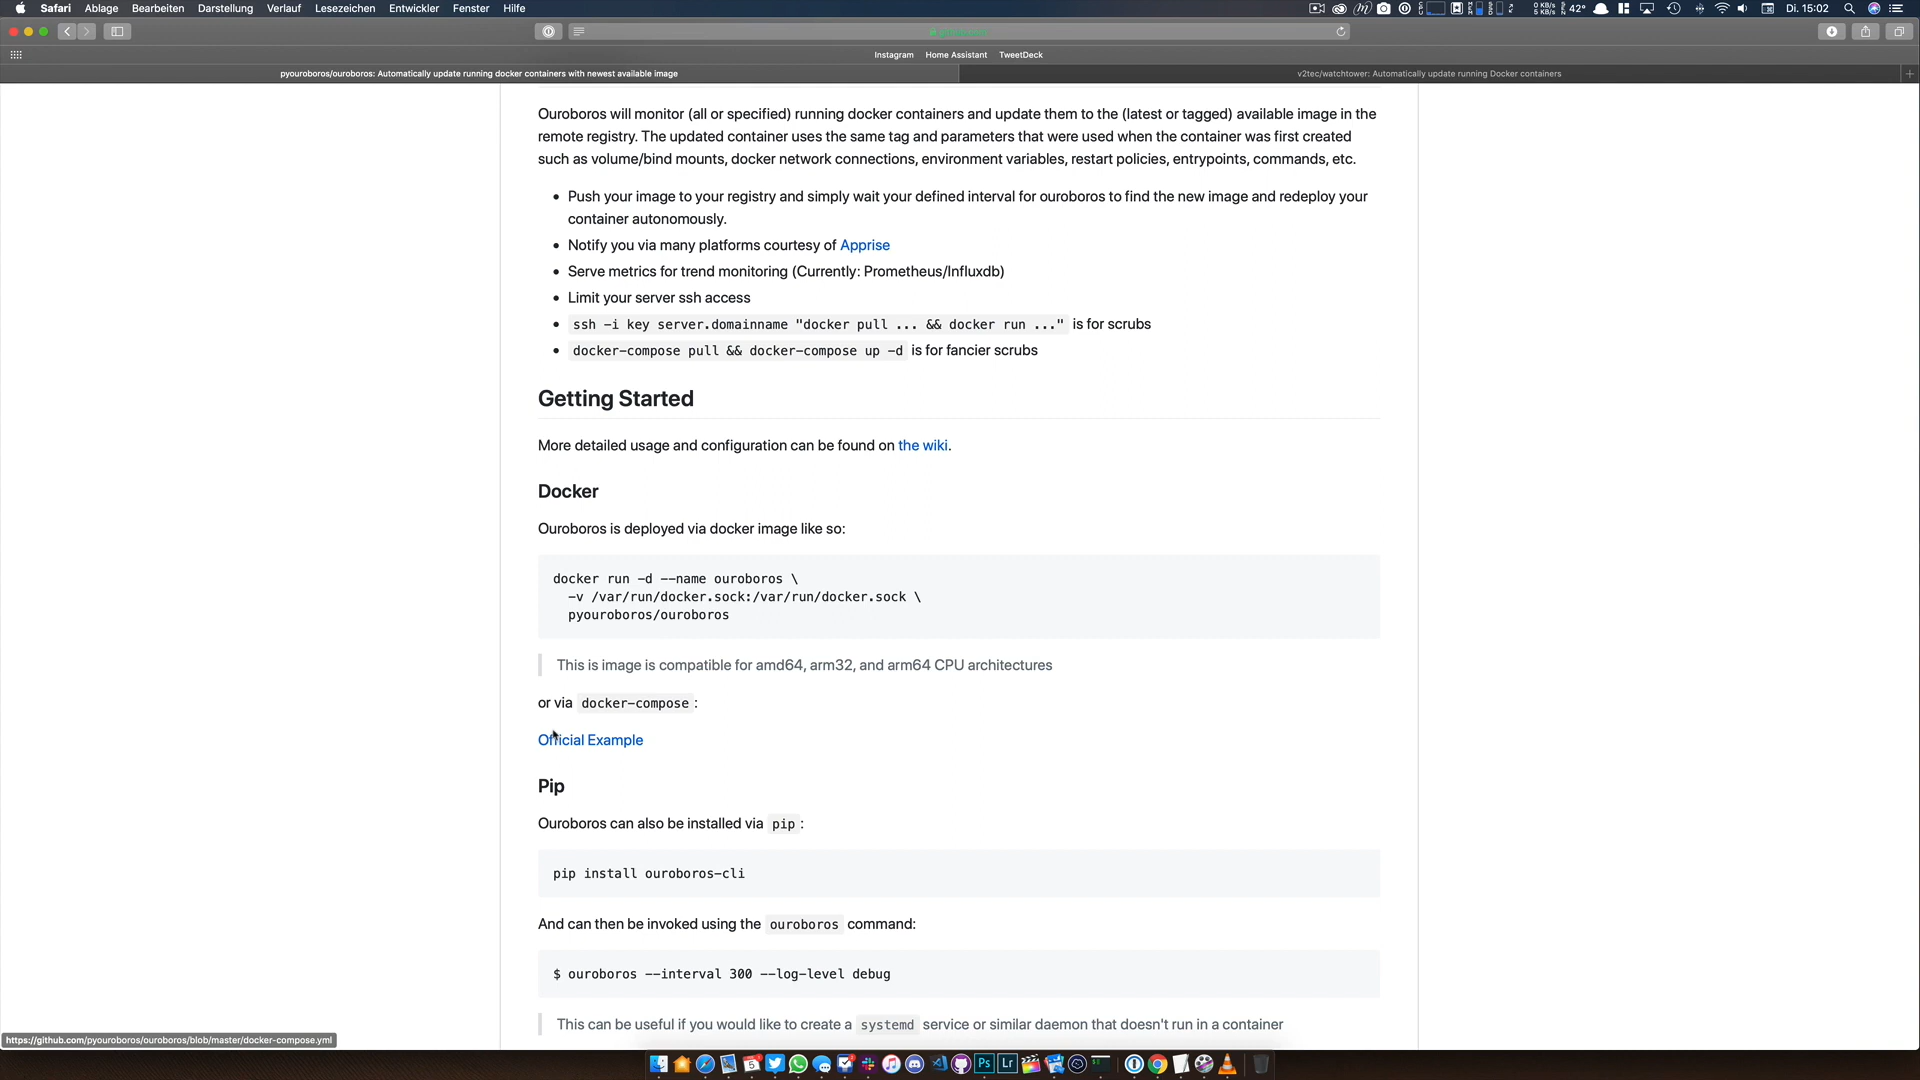 Safari Ablage Bearbeiten Darstellung Verlauf Lesezeichen Entwickler Fenster Hilfe
42° Di. 15:02
Instagram Home Assistant TweetDeck
pyouroboros/ouroboros: Automatically update running docker containers with newest available image
v2tec/watchtower: Automatically update running Docker containers
Ouroboros will monitor (all or specified) running docker containers and update them to the (latest or tagged) available image in the
remote registry. The updated container uses the same tag and parameters that were used when the container was first created
such as volume/bind mounts, docker network connections, environment variables, restart policies, entrypoints, commands, etc.
• Push your image to your registry and simply wait your defined interval for ouroboros to find the new image and redeploy your
container autonomously.
• Notify you via many platforms courtesy of Apprise
• Serve metrics for trend monitoring (Currently: Prometheus/Influxdb)
• Limit your server ssh access
• ssh -i key server.domainname "docker pull ... && docker run ..." is for scrubs
• docker-compose pull && docker-compose up -d is for fancier scrubs
Getting Started
More detailed usage and configuration can be found on the wiki.
Docker
Ouroboros is deployed via docker image like so:
docker run -d --name ouroboros \
-v /var/run/docker.sock:/var/run/docker.sock \
pyouroboros/ouroboros
This is image is compatible for amd64, arm32, and arm64 CPU architectures
or via docker-compose :
Official Example
Pip
Ouroboros can also be installed via pip :
pip install ouroboros-cli
And can then be invoked using the ouroboros command:
$ ouroboros --interval 300 --log-level debug
This can be useful if you would like to create a systemd service or similar daemon that doesn't run in a container
https://github.com/pyouroboros/ouroboros/blob/master/docker-compose.yml
Ps
Lr